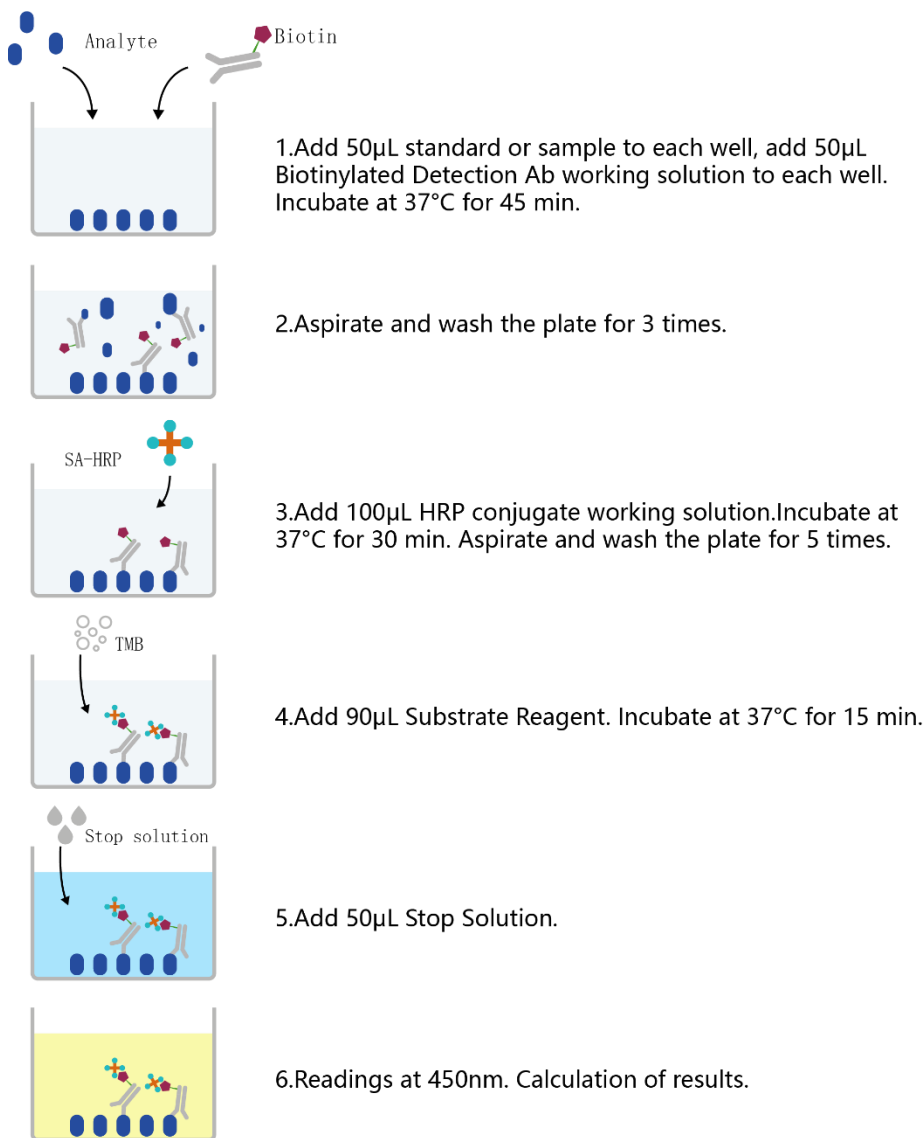 Analyte
Biotin
1.Add 50μL standard or sample to each well, add 50μL
Biotinylated Detection Ab working solution to each well.
Incubate at 37°C for 45 min.
2.Aspirate and wash the plate for 3 times.
SA-HRP
3.Add 100μL HRP conjugate working solution.Incubate at
37°C for 30 min. Aspirate and wash the plate for 5 times.
TMB
4.Add 90μL Substrate Reagent. Incubate at 37°C for 15 min.
Stop solution
5.Add 50μL Stop Solution.
6.Readings at 450nm. Calculation of results.